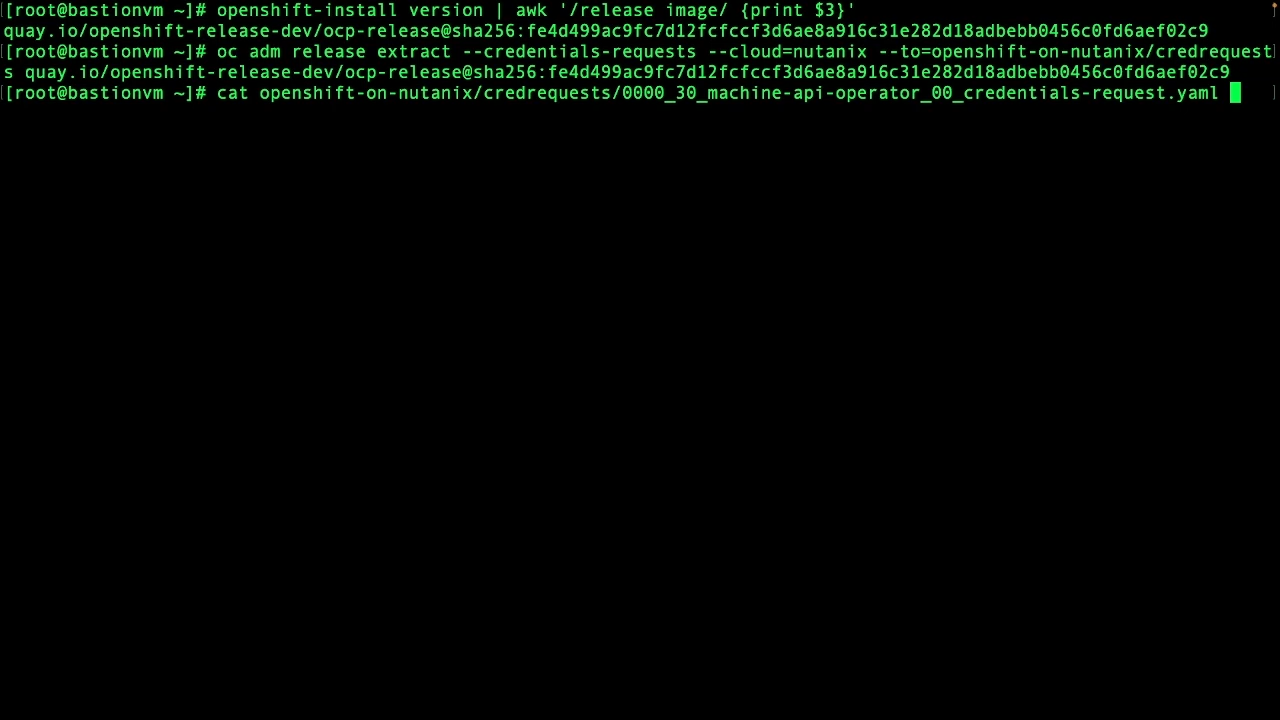 [root@bastionvm ~]# openshift-install version | awk '/release image/ {print $3}'
quay.io/openshift-release-dev/ocp-release@sha256:fe4d499ac9fc7d12fcfccf3d6ae8a916c31e282d18adbebb0456c0fd6aef02c9
[root@bastionvm ~]# oc adm release extract --credentials-requests --cloud=nutanix --to=openshift-on-nutanix/credrequest
s quay.io/openshift-release-dev/ocp-release@sha256:fe4d499ac9fc7d12fcfccf3d6ae8a916c31e282d18adbebb0456c0fd6aef02c9
[root@bastionvm ~]# cat openshift-on-nutanix/credrequests/0000_30_machine-api-operator_00_credentials-request.yaml